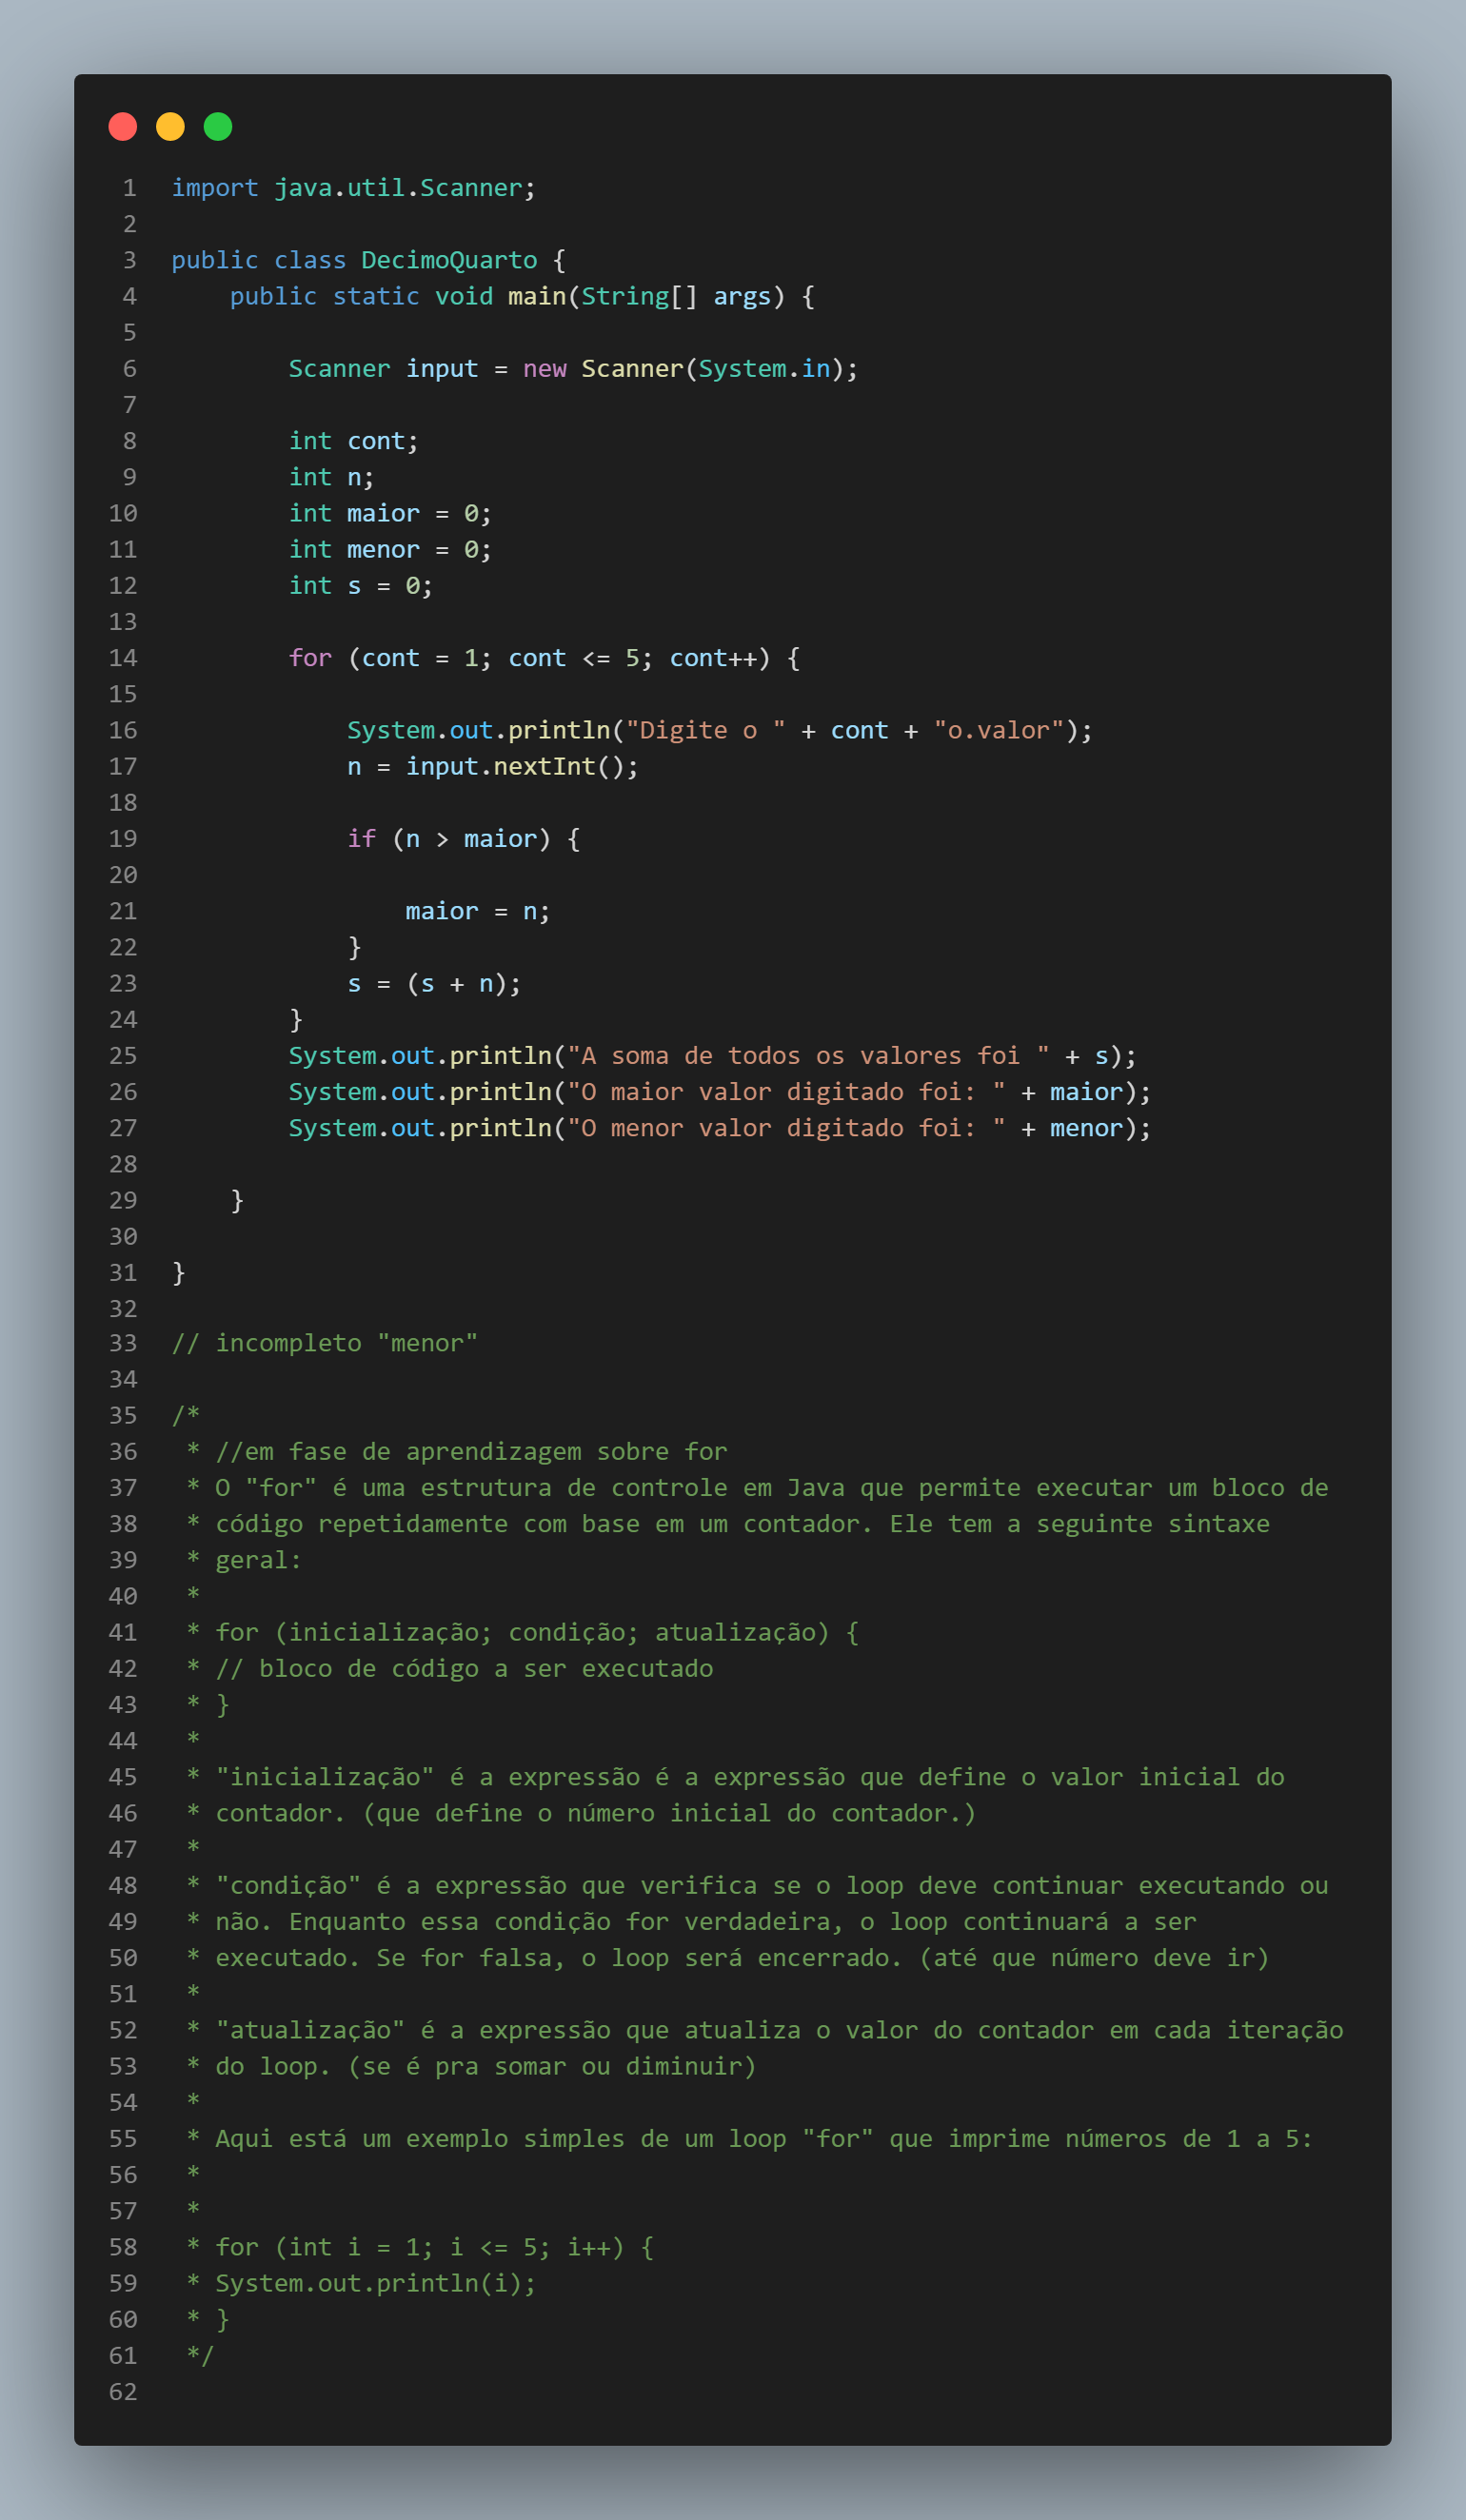 1 import java.util.Scanner;
2
3 public class DecimoQuarto {
4     public static void main(String[] args) {
5
6         Scanner input = new Scanner(System.in);
7
8         int cont;
9         int n;
10         int maior = 0;
11         int menor = 0;
12         int s = 0;
13
14         for (cont = 1; cont <= 5; cont++) {
15
16             System.out.println("Digite o " + cont + "o.valor");
17             n = input.nextInt();
18
19             if (n > maior) {
20
21                 maior = n;
22             }
23             s = (s + n);
24         }
25         System.out.println("A soma de todos os valores foi " + s);
26         System.out.println("O maior valor digitado foi: " + maior);
27         System.out.println("O menor valor digitado foi: " + menor);
28
29     }
30
31 }
32
33 // incompleto "menor"
34
35 /*
36  * //em fase de aprendizagem sobre for
37  * O "for" é uma estrutura de controle em Java que permite executar um bloco de
38  * código repetidamente com base em um contador. Ele tem a seguinte sintaxe
39  * geral:
40  *
41  * for (inicialização; condição; atualização) {
42  * // bloco de código a ser executado
43  * }
44  *
45  * "inicialização" é a expressão é a expressão que define o valor inicial do
46  * contador. (que define o número inicial do contador.)
47  *
48  * "condição" é a expressão que verifica se o loop deve continuar executando ou
49  * não. Enquanto essa condição for verdadeira, o loop continuará a ser
50  * executado. Se for falsa, o loop será encerrado. (até que número deve ir)
51  *
52  * "atualização" é a expressão que atualiza o valor do contador em cada iteração
53  * do loop. (se é pra somar ou diminuir)
54  *
55  * Aqui está um exemplo simples de um loop "for" que imprime números de 1 a 5:
56  *
57  *
58  * for (int i = 1; i <= 5; i++) {
59  * System.out.println(i);
60  * }
61  */
62